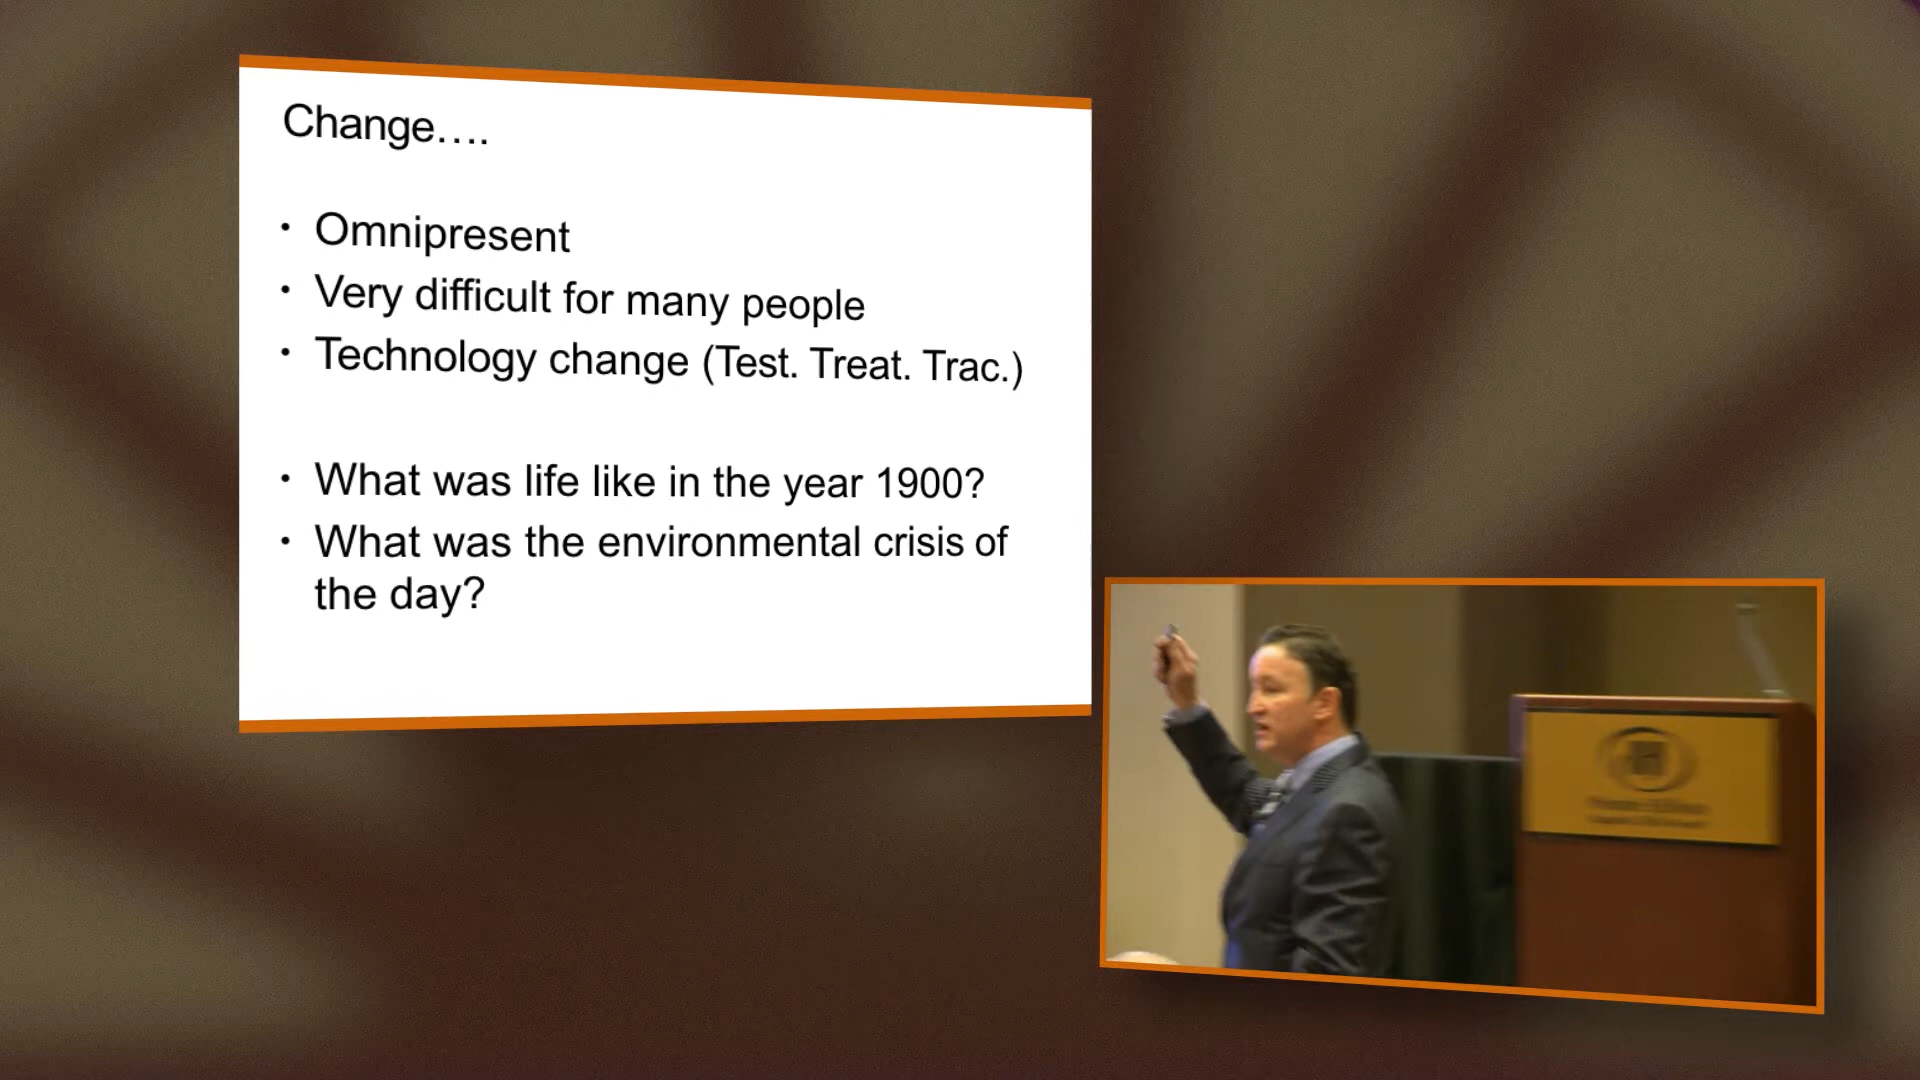 Change….
• Omnipresent
• Very difficult for many people
• Technology change (Test. Treat. Trac.)
• What was life like in the year 1900?
• What was the environmental crisis of
the day?